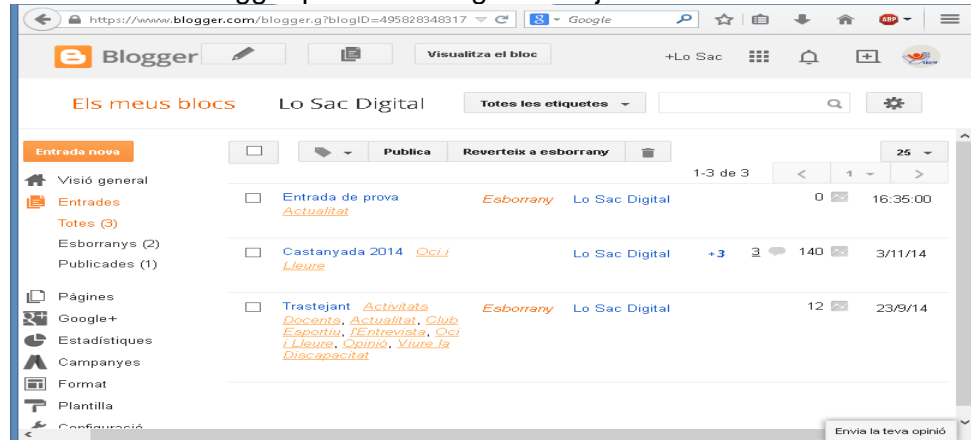 https://www.blogger.com/blogger.g?blogID=495828348317 Google ABP
Blogger Visualitza el bloc +Lo Sac
Els meus blocs Lo Sac Digital Totes les etiquetes
Entrada nova Publica Reverteix a esborrany 25
1-3 de 3 < 1 >
Visió general
Entrades
Totes (3)
Esborranys (2)
Publicades (1)
Pàgines
Google+
Estadístiques
Campanyes
Format
Plantilla
Configuració
Entrada de prova Esborrany Lo Sac Digital 0 16:35:00
Actualitat
Castanyada 2014 Oci i Lo Sac Digital +3 3 140 3/11/14
Lleure
Trastejant Activitats Esborrany Lo Sac Digital 12 23/9/14
Docents, Actualitat, Club
Esportiu, l'Entrevista, Oci
i Lleure, Opinió, Viure la
Discapacitat
Envia la teva opinió